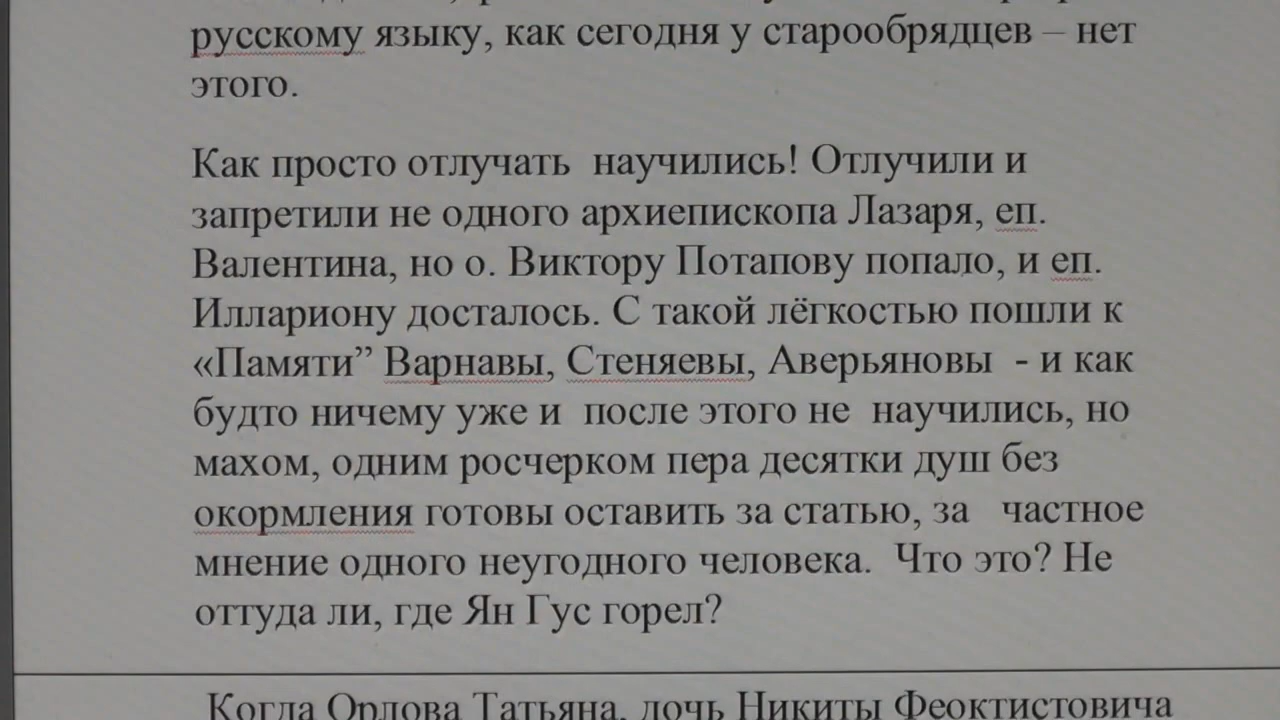 русскому языку, как сегодня у старообрядцев – нет
этого.
Как просто отлучать  научились! Отлучили и
запретили не одного архиепископа Лазаря, еп.
Валентина, но о. Виктору Потапову попало, и еп.
Иллариону досталось. С такой лёгкостью пошли к
«Памяти” Варнавы, Стеняевы, Аверьяновы  - и как
будто ничему уже и  после этого не  научились, но
махом, одним росчерком пера десятки душ без
окормления готовы оставить за статью, за   частное
мнение одного неугодного человека.  Что это? Не
оттуда ли, где Ян Гус горел?
Когда Орлова Татьяна, дочь Никиты Феоктистовича